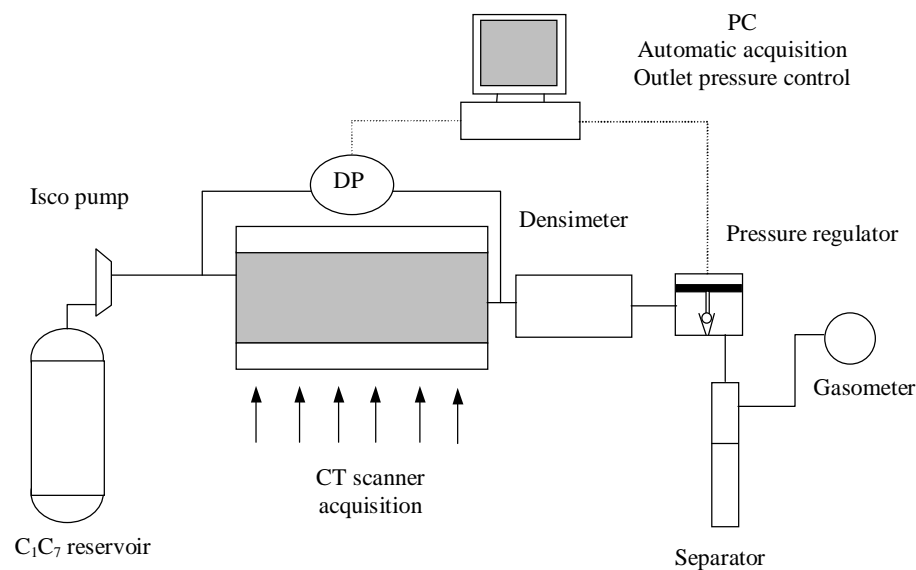 PC
Automatic acquisition
Outlet pressure control
DP
Isco pump
Densimeter
Pressure regulator
Gasometer
CT scanner
acquisition
C₁C₇ reservoir
Separator